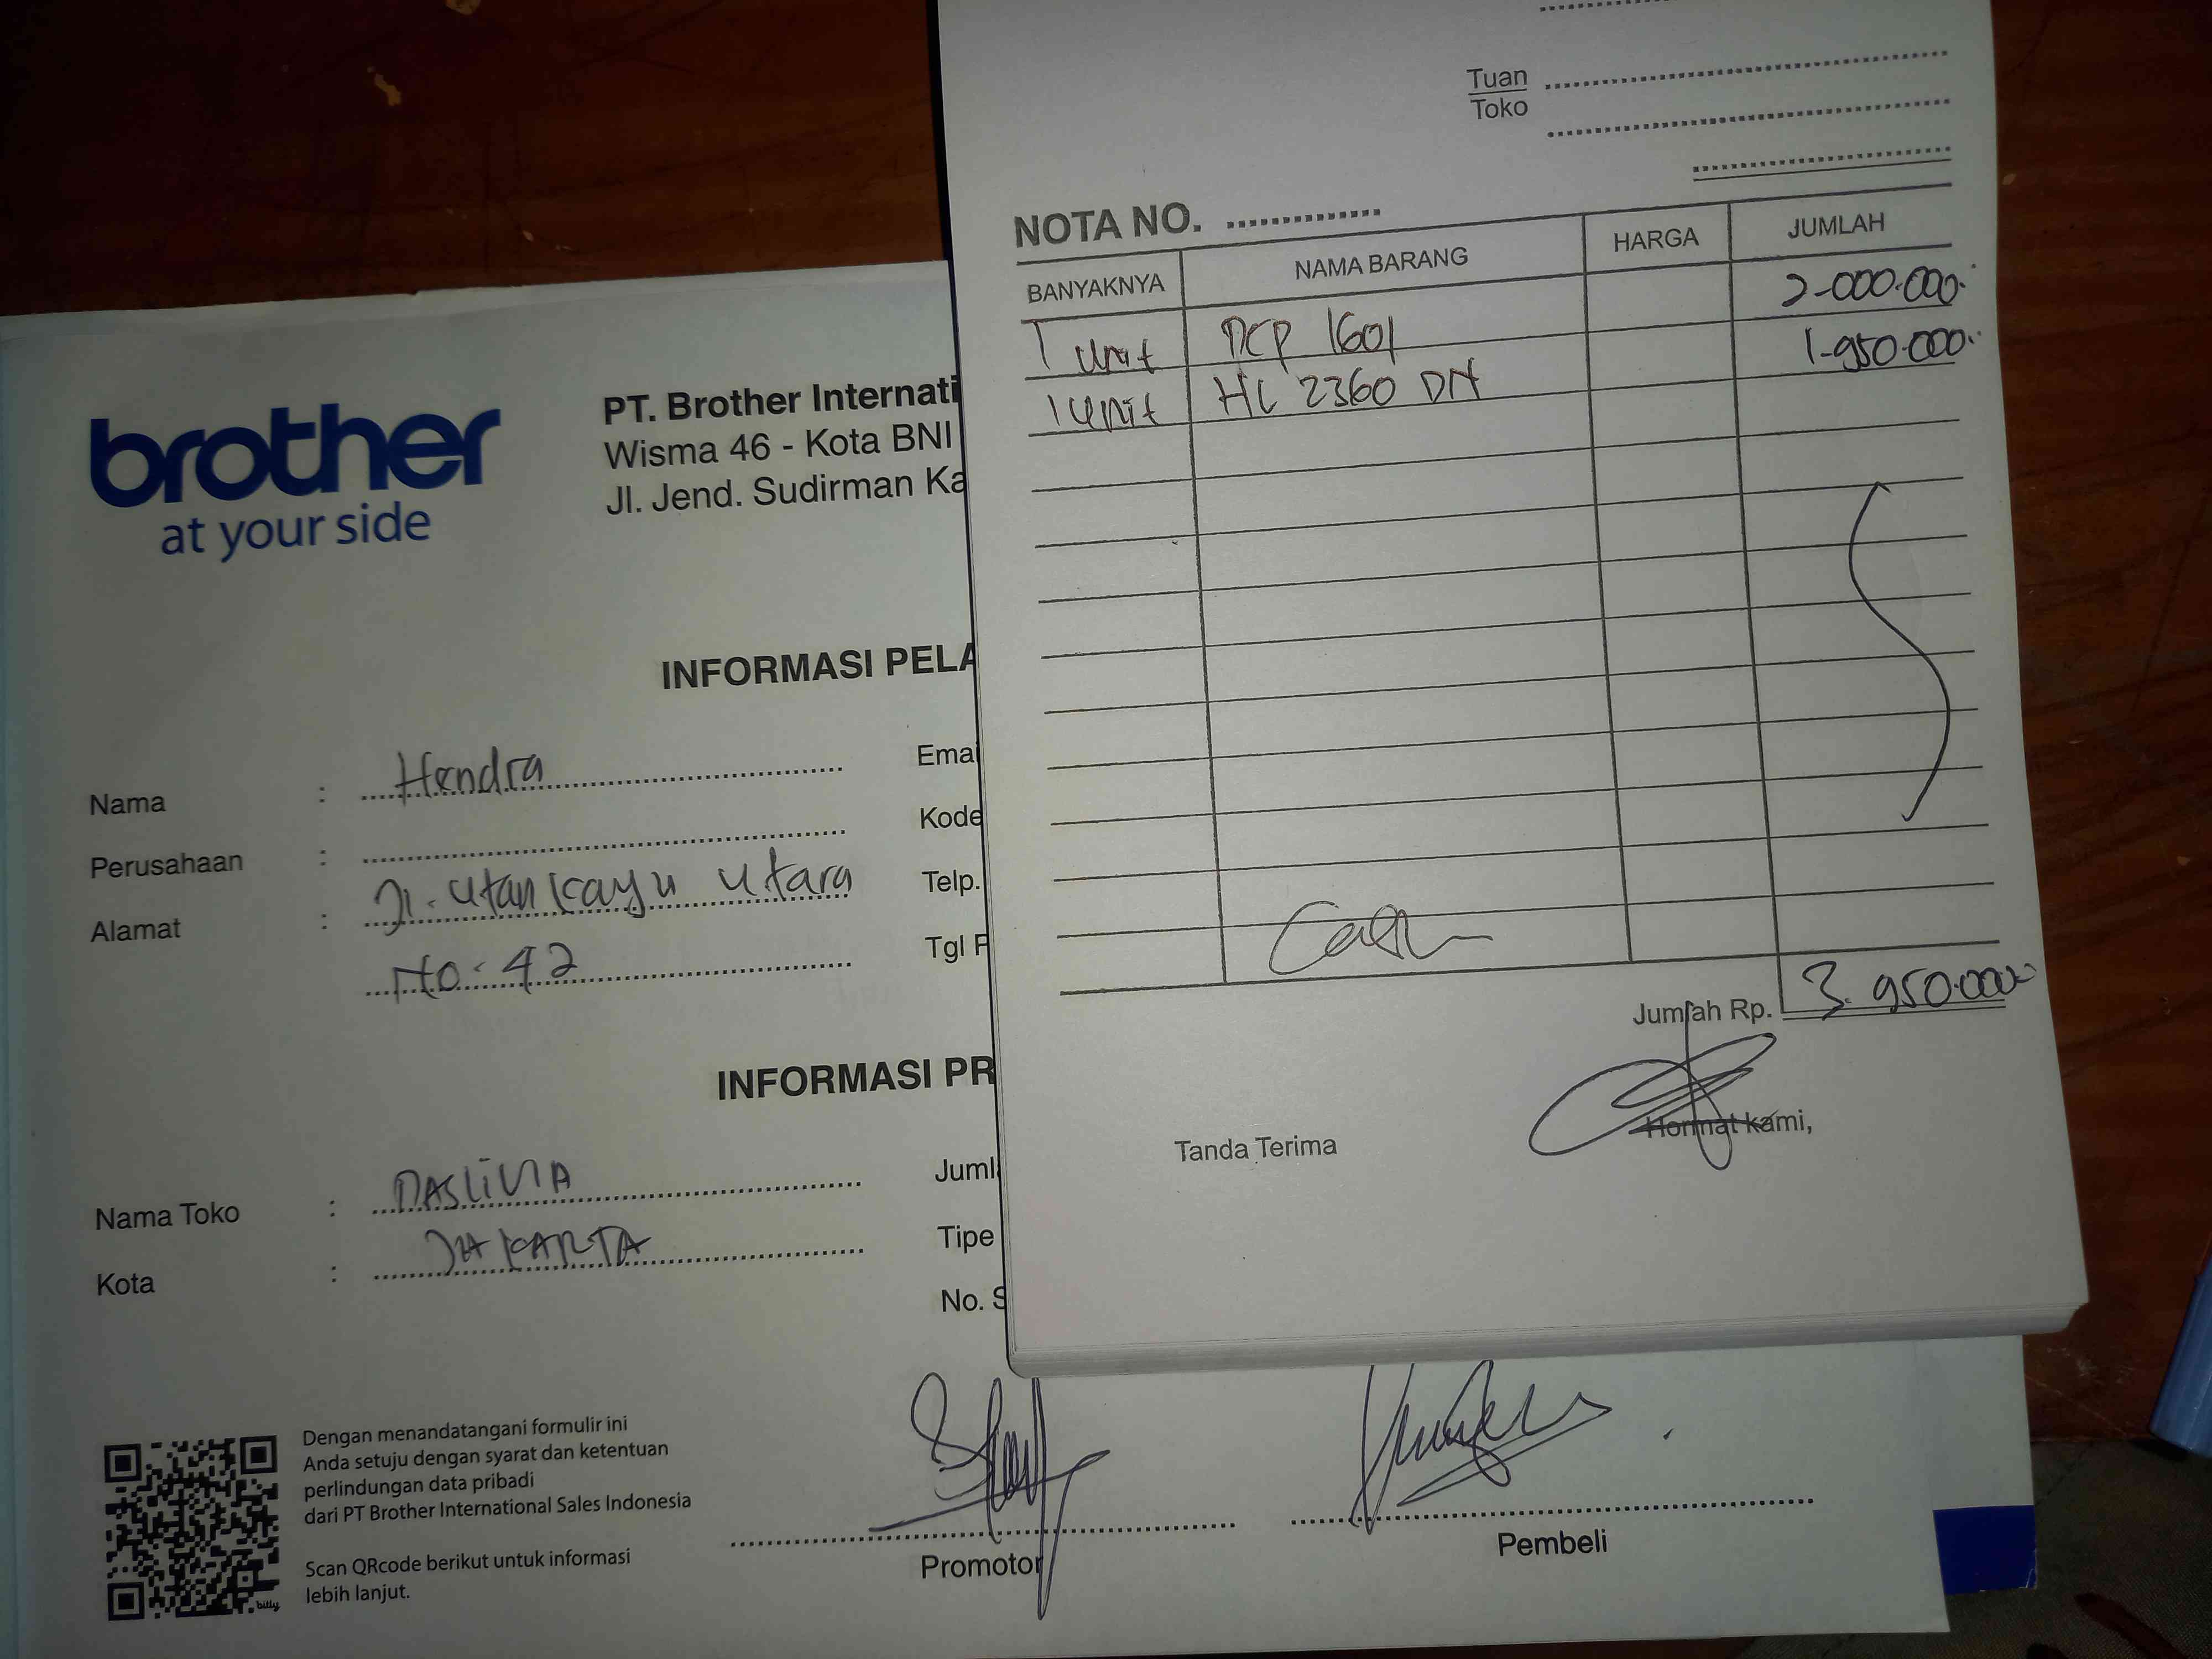 brother
at your side
PT. Brother Internati
Wisma 46 - Kota BNI
Jl. Jend. Sudirman Ka
INFORMASI PELA
Nama : Hendra
Perusahaan :
Alamat : Jl. Utan Kayu Utara
No. 42
Ema
Kode
Telp.
Tgl P
INFORMASI PR
Nama Toko :
Kota : JAKARTA
Juml
Tipe
No. S
Dengan menandatangani formulir ini
Anda setuju dengan syarat dan ketentuan
perlindungan data pribadi
dari PT Brother International Sales Indonesia
Scan QRcode berikut untuk informasi
lebih lanjut.
billy
Promotor
Pembeli
Tuan
Toko
NOTA NO.
BANYAKNYA NAMA BARANG HARGA JUMLAH
1 unit DCP 1601 2.000.000.
1 unit HL 2360 DN 1.950.000.
Cash
Jumlah Rp. 3.950.000
Tanda Terima
Hormat kami,